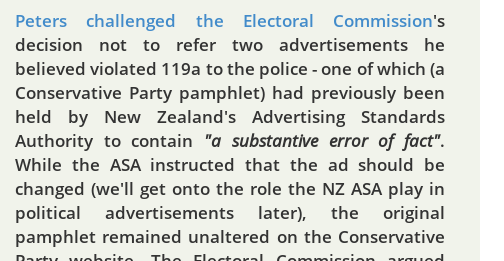 Peters challenged the Electoral Commission's
decision not to refer two advertisements he
believed violated 119a to the police - one of which (a
Conservative Party pamphlet) had previously been
held by New Zealand's Advertising Standards
Authority to contain "a substantive error of fact".
While the ASA instructed that the ad should be
changed (we'll get onto the role the NZ ASA play in
political advertisements later), the original
pamphlet remained unaltered on the Conservative
Party website. The Electoral Commission argued